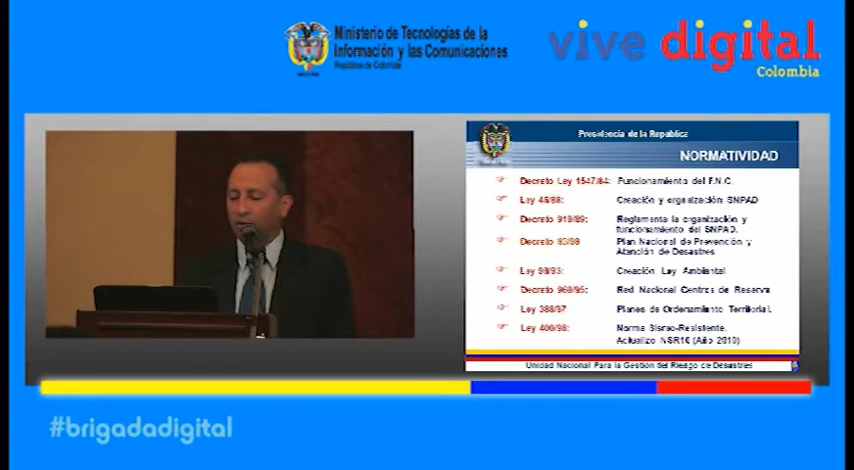 Ministerio de Tecnologías de la
Información y las Comunicaciones
República de Colombia
vive digital
Colombia
Presidencia de la República
NORMATIVIDAD
Decreto Ley 1547/84: Funcionamiento del F.N.C.
Ley 46/88: Creación y organización SNPAD
Decreto 919/89: Reglamenta la organización y
funcionamiento del SNPAD.
Decreto 93/98 Plan Nacional de Prevención y
Atención de Desastres
Ley 99/93: Creación Ley Ambiental
Decreto 969/95: Red Nacional Centros de Reserva
Ley 388/97 Planes de Ordenamiento Territorial.
Ley 400/98: Norma Sismo-Resistente.
Actualizo NSR10 (Año 2010)
Unidad Nacional Para la Gestión del Riesgo de Desastres
#brigadadigital